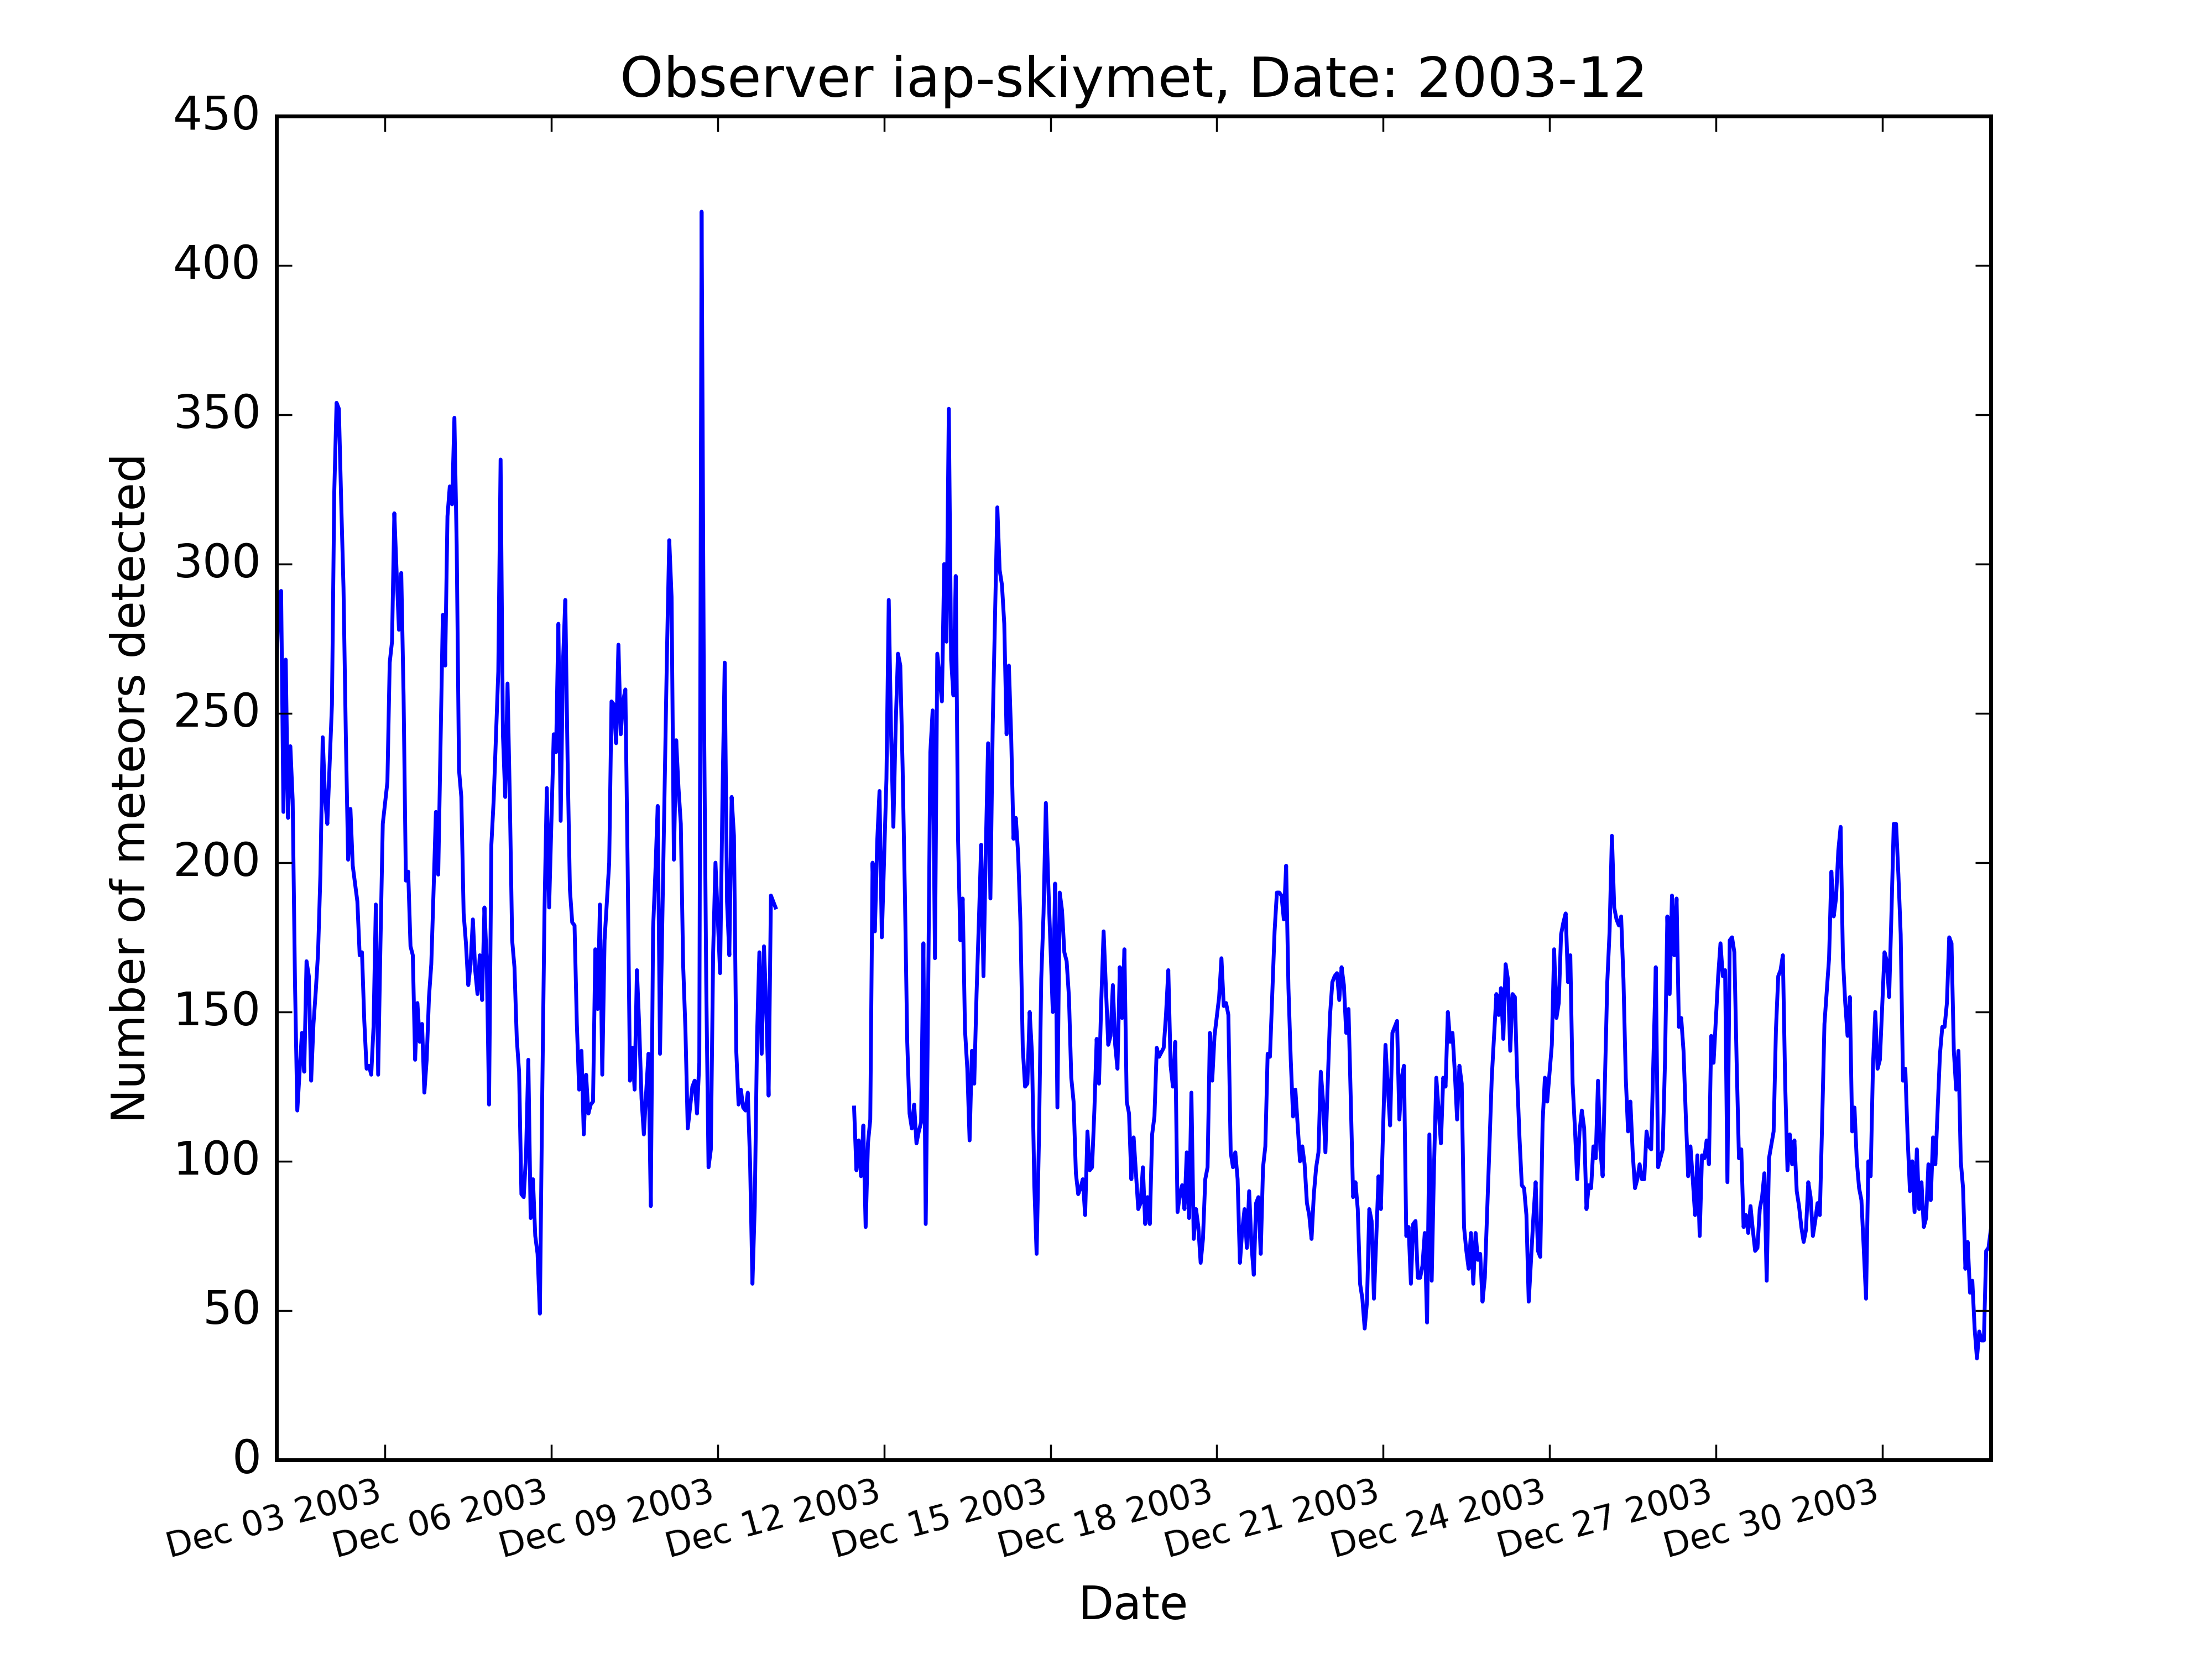 Observer iap-skiymet, Date: 2003-12
450
400
350
300
250
200
150
100
50
0
Number of meteors detected
Dec 03 2003
Dec 06 2003
Dec 09 2003
Dec 12 2003
Dec 15 2003
Dec 18 2003
Dec 21 2003
Dec 24 2003
Dec 27 2003
Dec 30 2003
Date